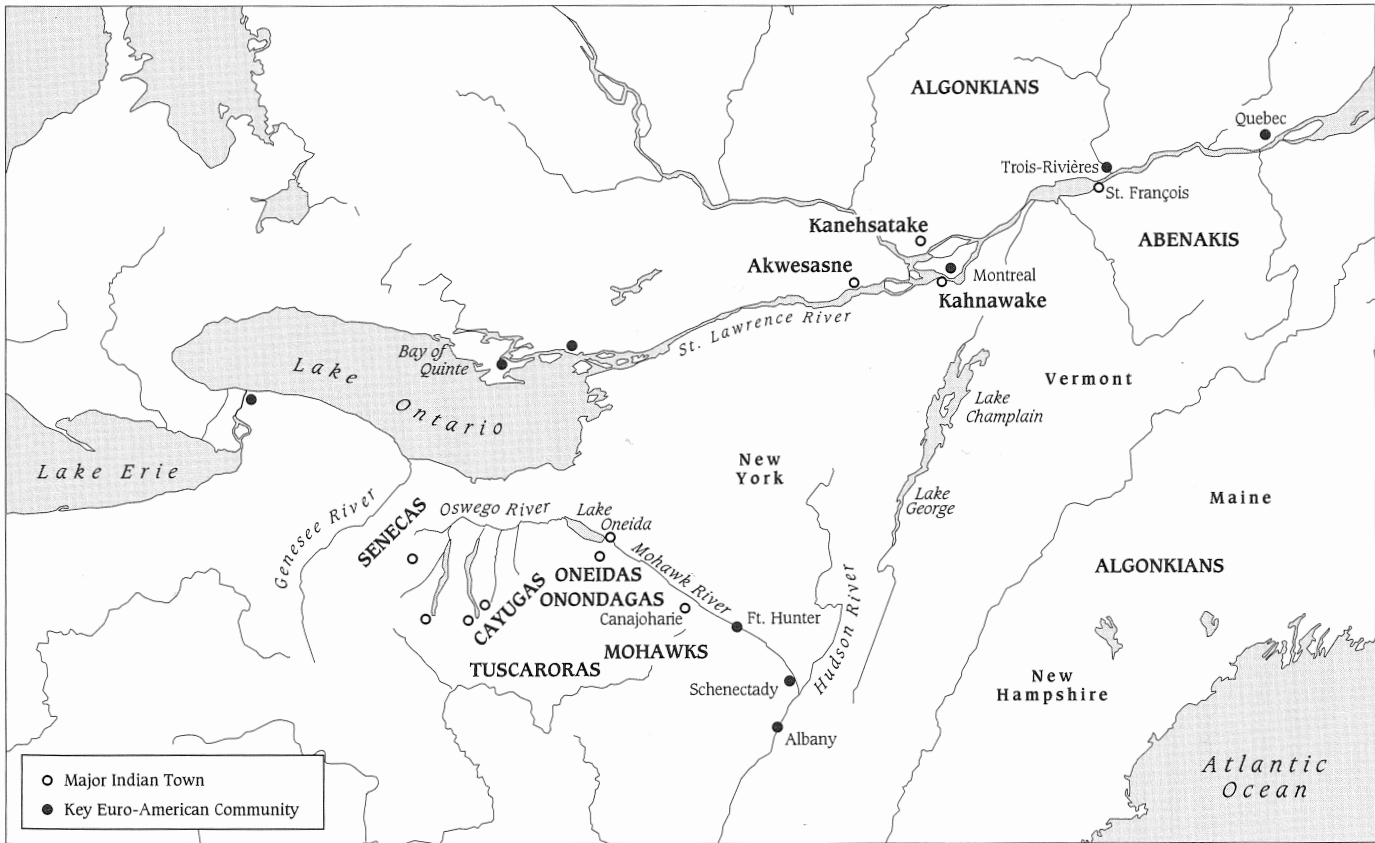 ALGONKIANS
Quebec
Trois-Rivières
St. François
Kanehsatake
ABENAKIS
Akwesasne
Montreal
Kahnawake
St. Lawrence River
Bay of
Quinte
Lake
Ontario
Vermont
Lake
Champlain
Lake Erie
New
York
Lake
George
Maine
Genesee River
SENECAS
Oswego River
Lake
Oneida
Mohawk River
ONEIDAS
ONONDAGAS
CAYUGAS
Canajoharie
Ft. Hunter
MOHAWKS
TUSCARORAS
Hudson River
ALGONKIANS
Schenectady
New
Hampshire
Albany
Atlantic
Ocean
Major Indian Town
Key Euro-American Community